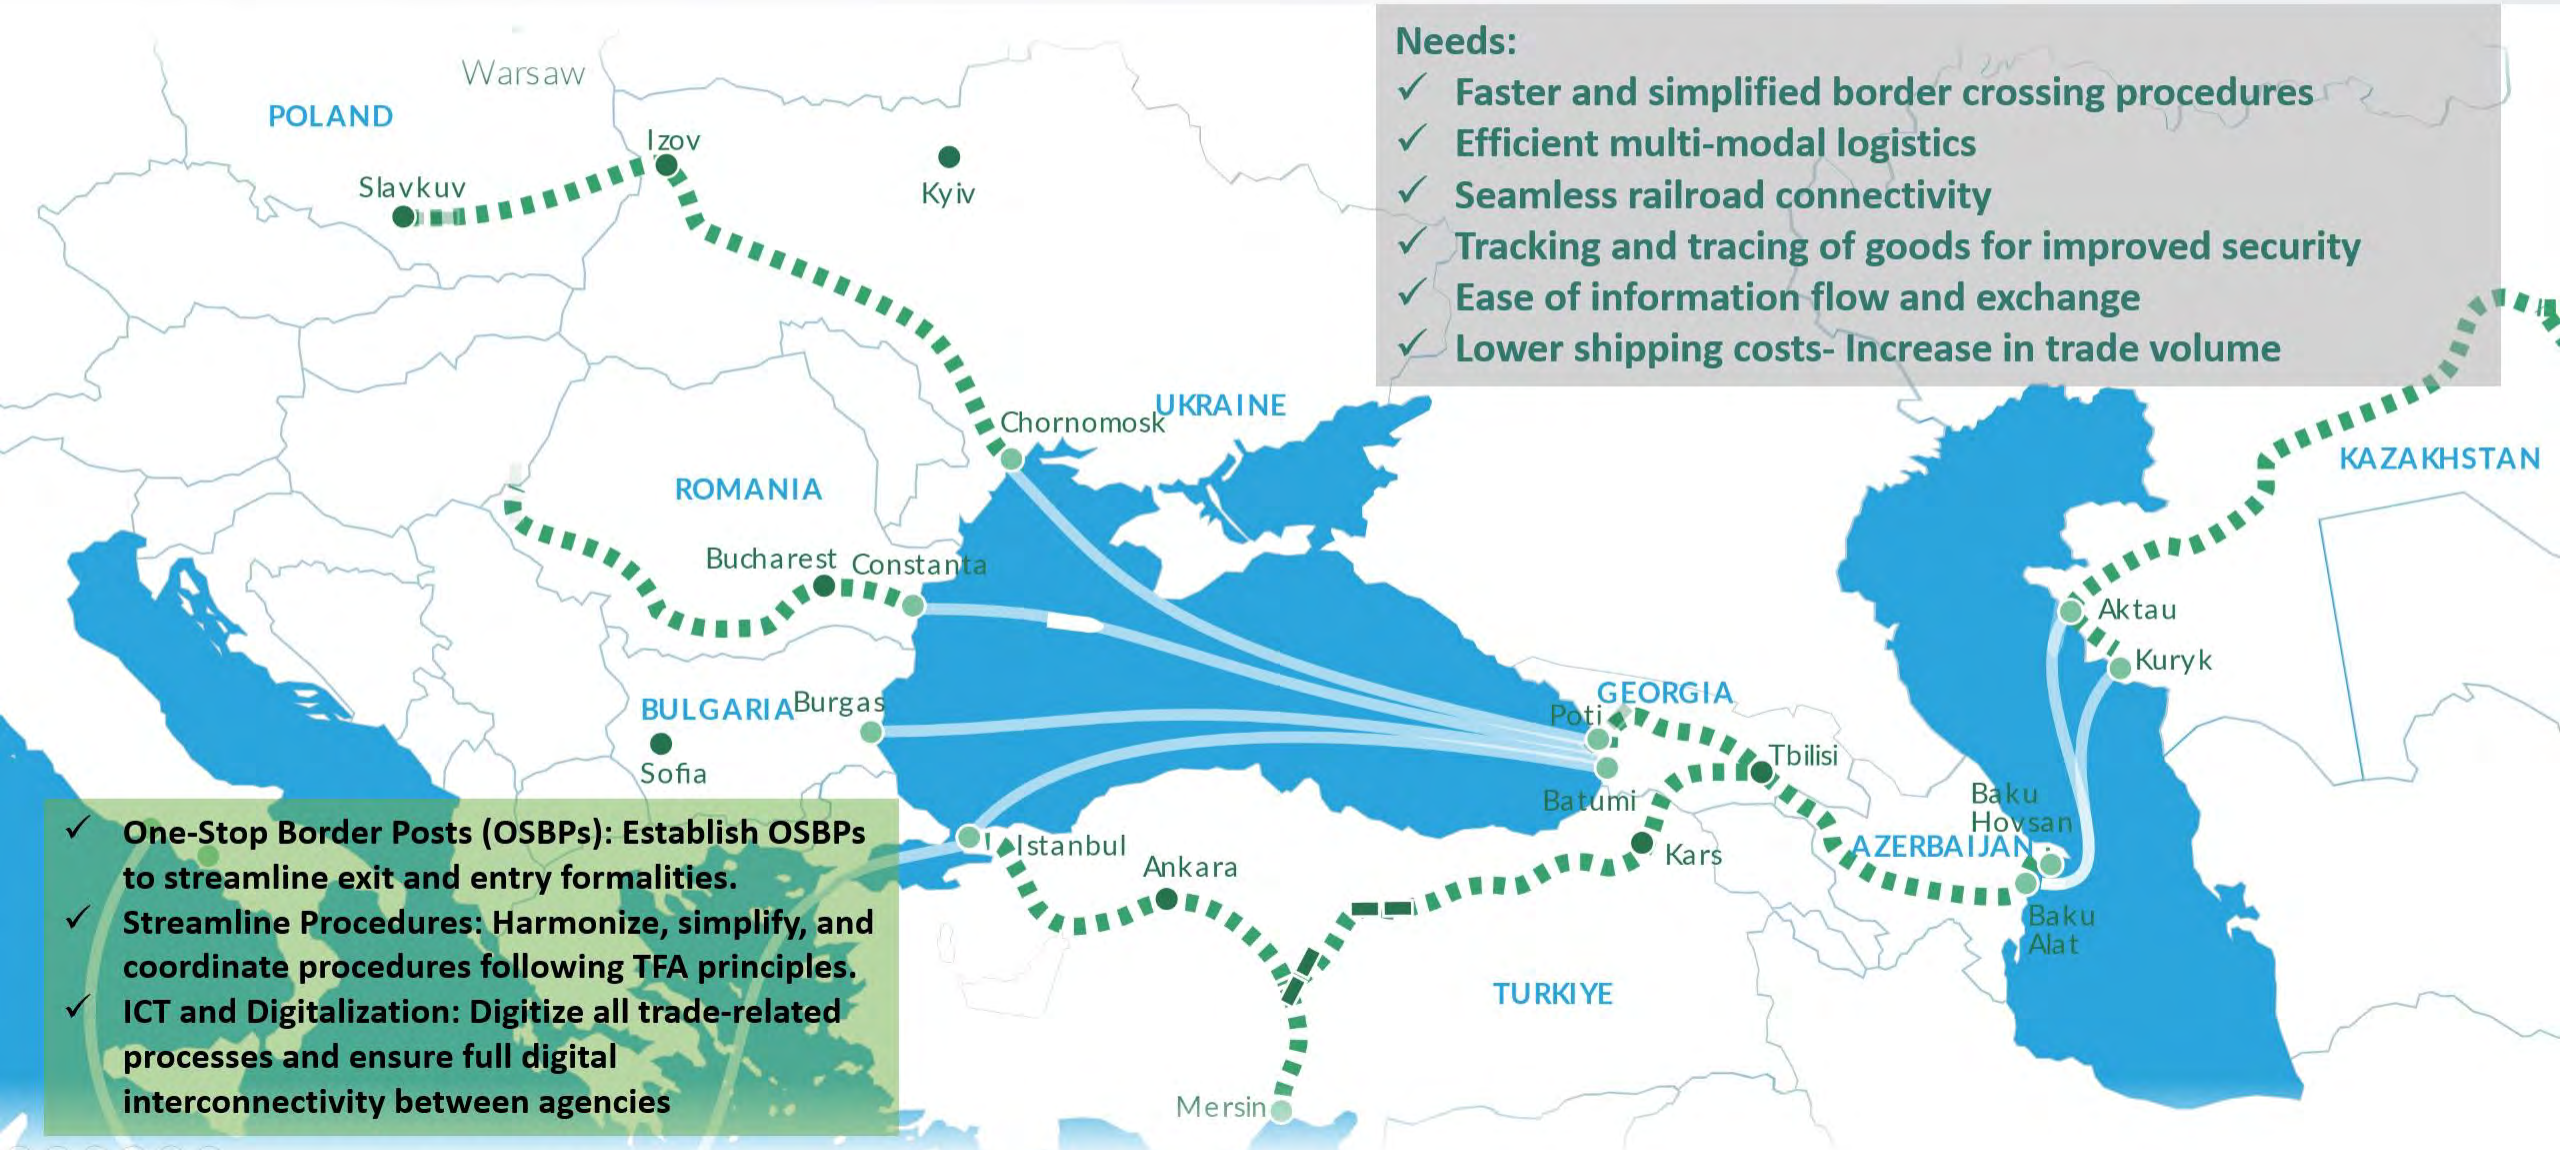 Needs:
✓ Faster and simplified border crossing procedures
✓ Efficient multi-modal logistics
✓ Seamless railroad connectivity
✓ Tracking and tracing of goods for improved security
✓ Ease of information flow and exchange
✓ Lower shipping costs- Increase in trade volume
Warsaw
POLAND
Izov
Slavkuv
Kyiv
UKRAINE
Chornomosk
KAZAKHSTAN
ROMANIA
Bucharest
Constanta
Aktau
Kuryk
BULGARIA
Burgas
Sofia
GEORGIA
Poti
Tbilisi
Batumi
Baku
Hovsan
AZERBAIJAN
Kars
Istanbul
Ankara
Baku
Alat
TURKIYE
Mersin
✓ One-Stop Border Posts (OSBPs): Establish OSBPs
to streamline exit and entry formalities.
✓ Streamline Procedures: Harmonize, simplify, and
coordinate procedures following TFA principles.
✓ ICT and Digitalization: Digitize all trade-related
processes and ensure full digital
interconnectivity between agencies